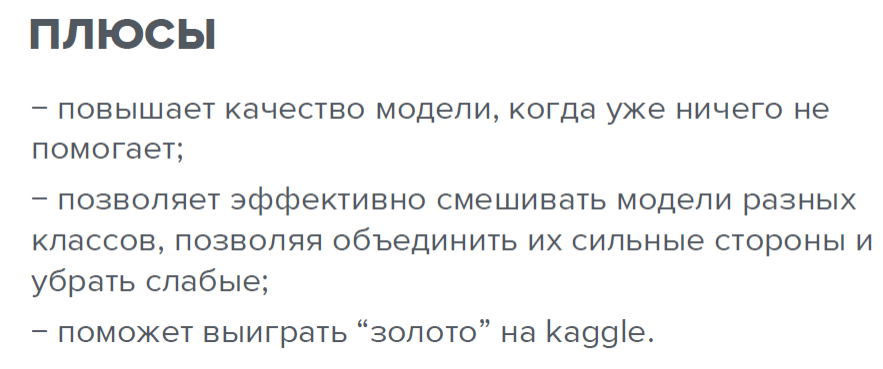 ПЛЮСЫ
– повышает качество модели, когда уже ничего не
помогает;
– позволяет эффективно смешивать модели разных
классов, позволяя объединить их сильные стороны и
убрать слабые;
– поможет выиграть “золото” на kaggle.